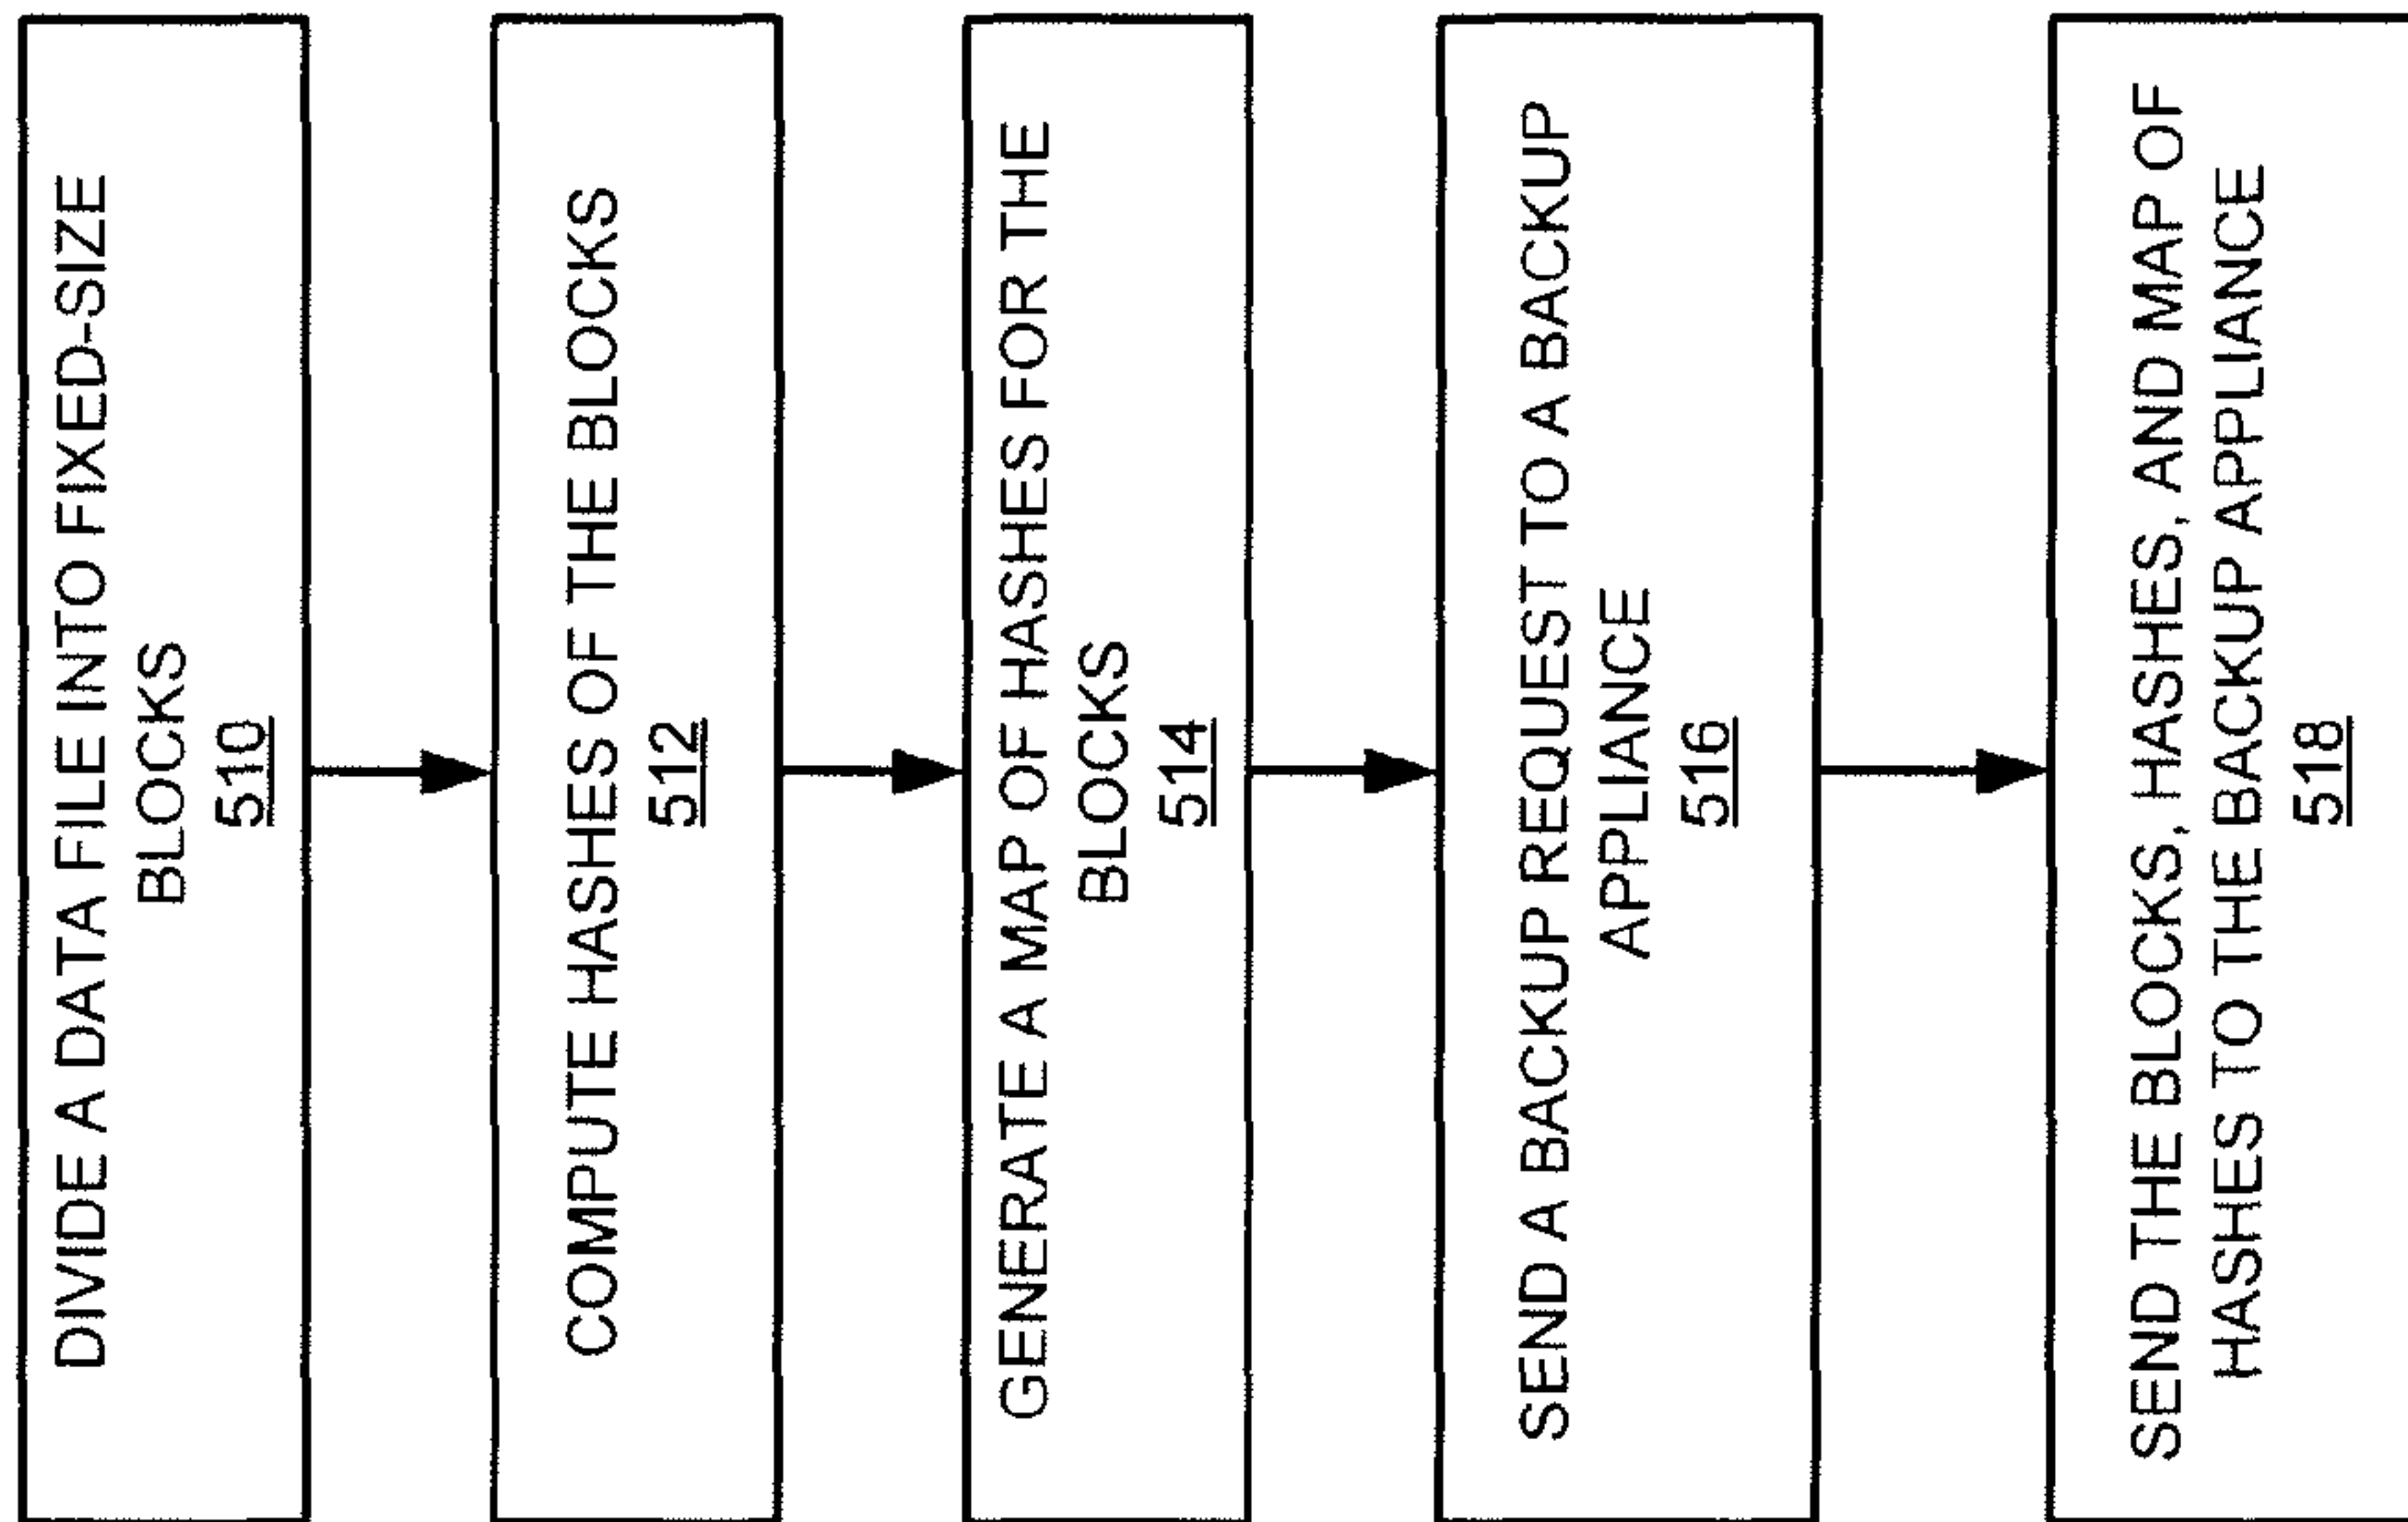 DIVIDE A DATA FILE INTO FIXED-SIZE
BLOCKS
510
COMPUTE HASHES OF THE BLOCKS
512
GENERATE A MAP OF HASHES FOR THE
BLOCKS
514
SEND A BACKUP REQUEST TO A BACKUP
APPLIANCE
516
SEND THE BLOCKS, HASHES, AND MAP OF
HASHES TO THE BACKUP APPLIANCE
518